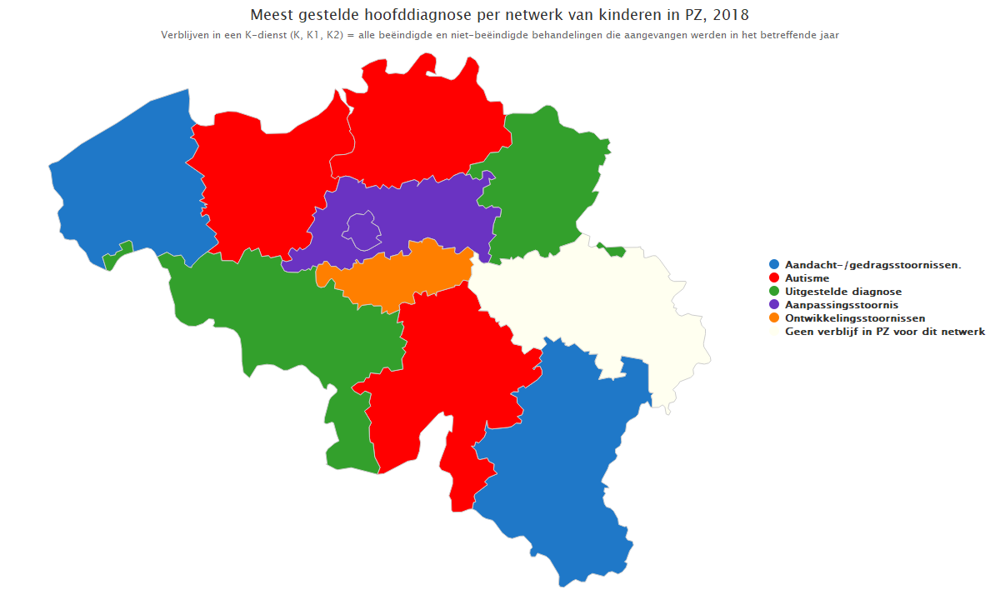 Meest gestelde hoofddiagnose per netwerk van kinderen in PZ, 2018
Verblijven in een K-dienst (K, K1, K2) = alle beëindigde en niet-beëindigde behandelingen die aangevangen werden in het betreffende jaar
Aandacht-/gedragsstoornissen.
Autisme
Uitgestelde diagnose
Aanpassingsstoornis
Ontwikkelingsstoornissen
Geen verblijf in PZ voor dit netwerk